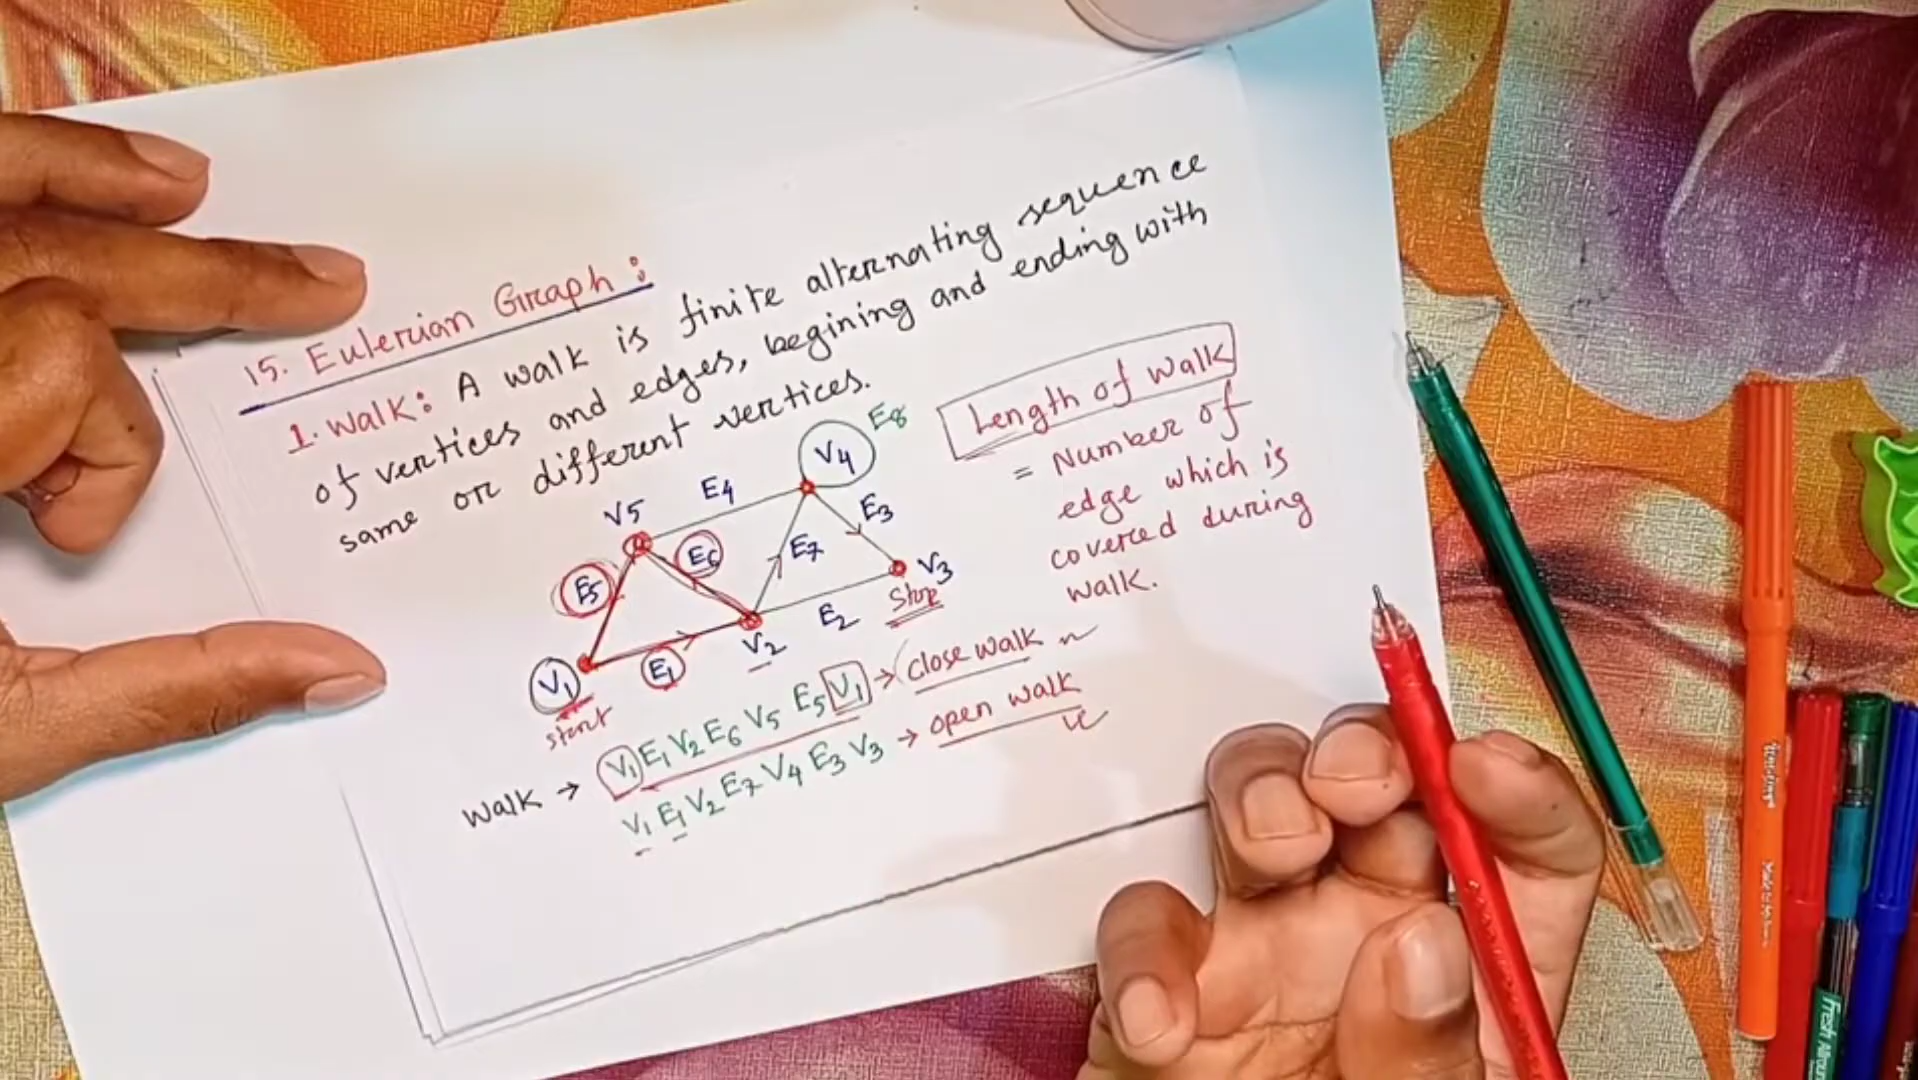 15. Eulerian Graph:
1. Walk: A walk is finite alternating sequence
of vertices and edges, begining and ending with
same or different vertices.
Length of walk
= Number of
edge which is
covered during
walk.
E8
V4
E4
V5
E3
E6
E7
V3
E5
Stop
E2
V2
E1
V1
start
Walk → V1 E1 V2 E6 V5 E5 V1 → close walk
V1 E1 V2 E7 V4 E3 V3 → open walk